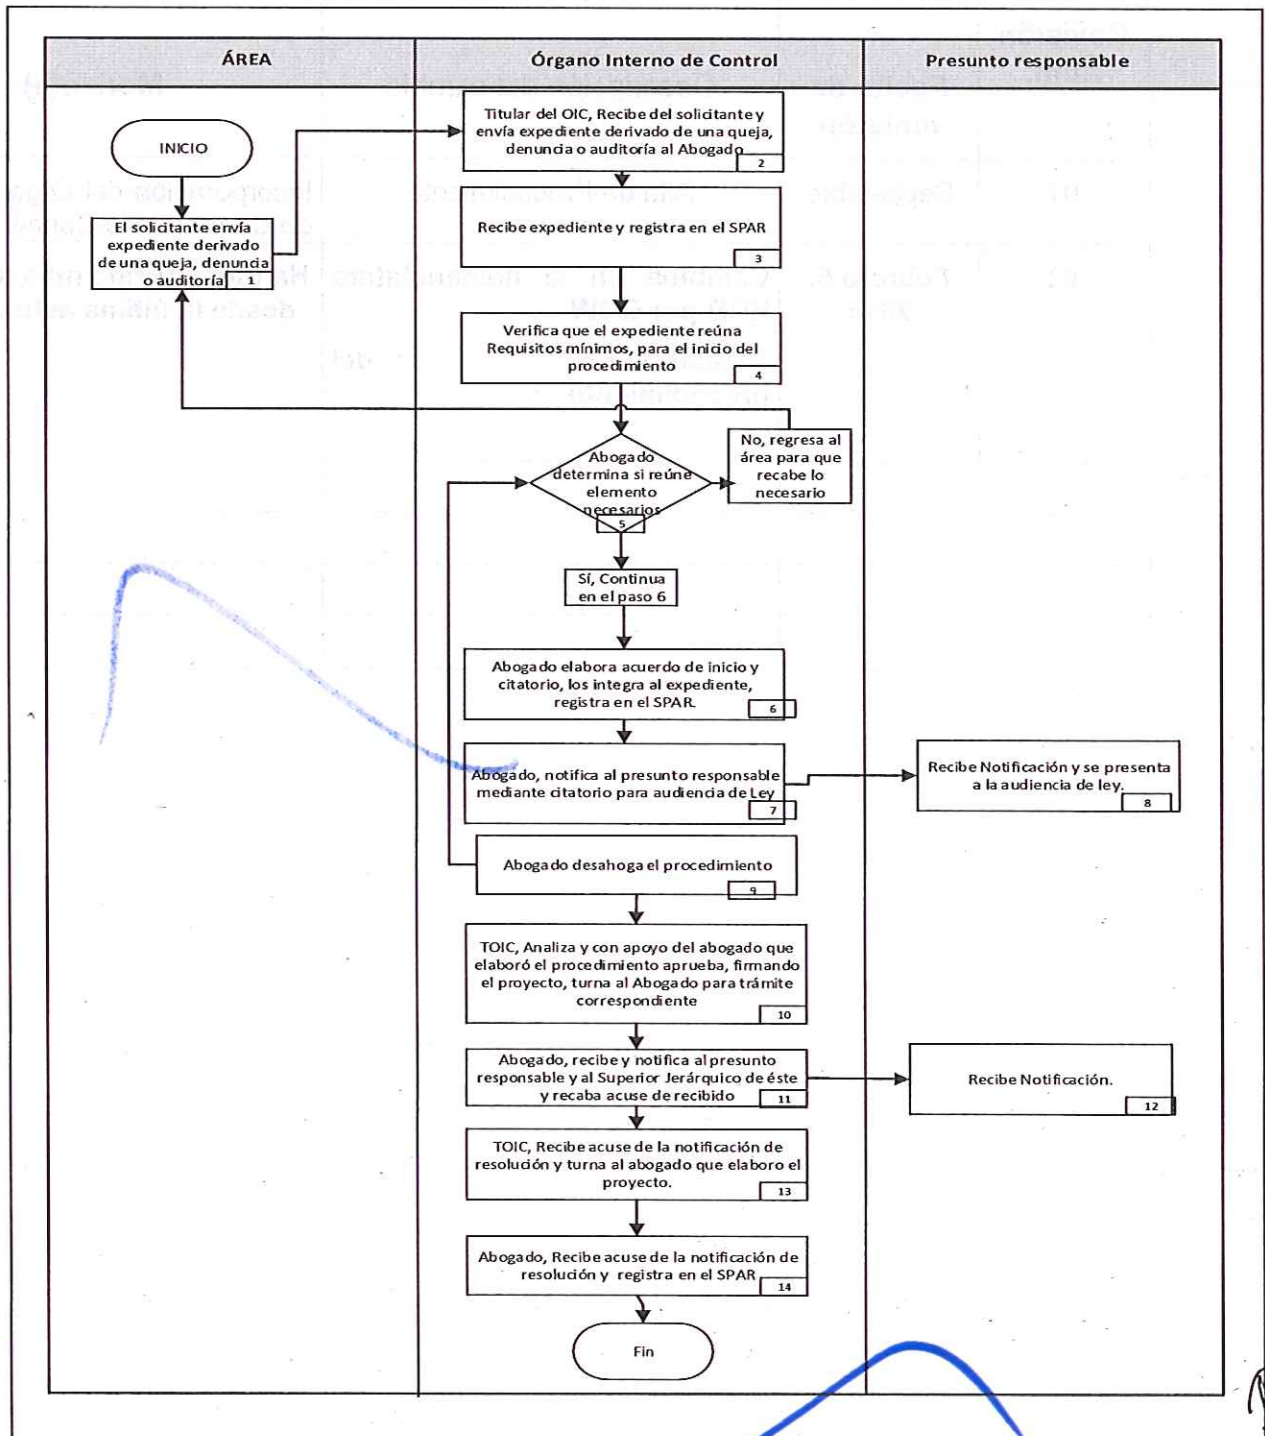 ÁREA
Órgano Interno de Control
Presunto responsable
INICIO
El solicitante envía
expediente derivado
de una queja, denuncia
o auditoría
1
Titular del OIC, Recibe del solicitante y
envía expediente derivado de una queja,
denuncia o auditoría al Abogado
2
Recibe expediente y registra en el SPAR
3
Verifica que el expediente reúna
Requisitos mínimos, para el inicio del
procedimiento
4
Abogado
determina si reúne
elemento
necesarios
5
No, regresa al
área para que
recabe lo
necesario
Sí, Continua
en el paso 6
Abogado elabora acuerdo de inicio y
citatorio, los integra al expediente,
registra en el SPAR.
6
Abogado, notifica al presunto responsable
mediante citatorio para audiencia de Ley
7
Recibe Notificación y se presenta
a la audiencia de ley.
8
Abogado desahoga el procedimiento
9
TOIC, Analiza y con apoyo del abogado que
elaboró el procedimiento aprueba, firmando
el proyecto, turna al Abogado para trámite
correspondiente
10
Abogado, recibe y notifica al presunto
responsable y al Superior Jerárquico de éste
y recaba acuse de recibido
11
Recibe Notificación.
12
TOIC, Recibe acuse de la notificación de
resolución y turna al abogado que elaboro el
proyecto.
13
Abogado, Recibe acuse de la notificación de
resolución y registra en el SPAR
14
Fin